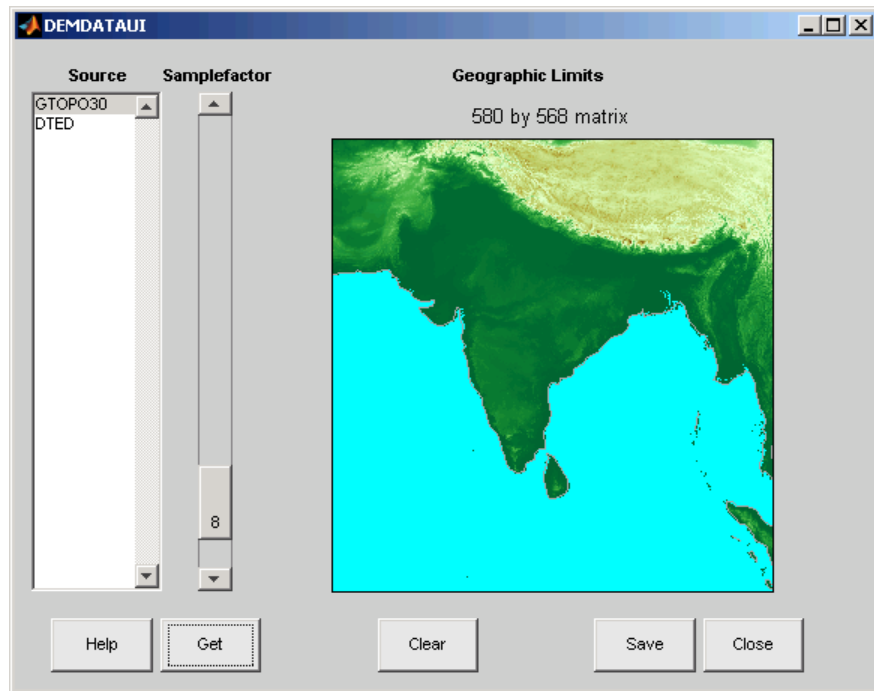 DEMDATAUI
Source Samplefactor Geographic Limits
580 by 568 matrix
GTOPO30
DTED
8
Help Get Clear Save Close